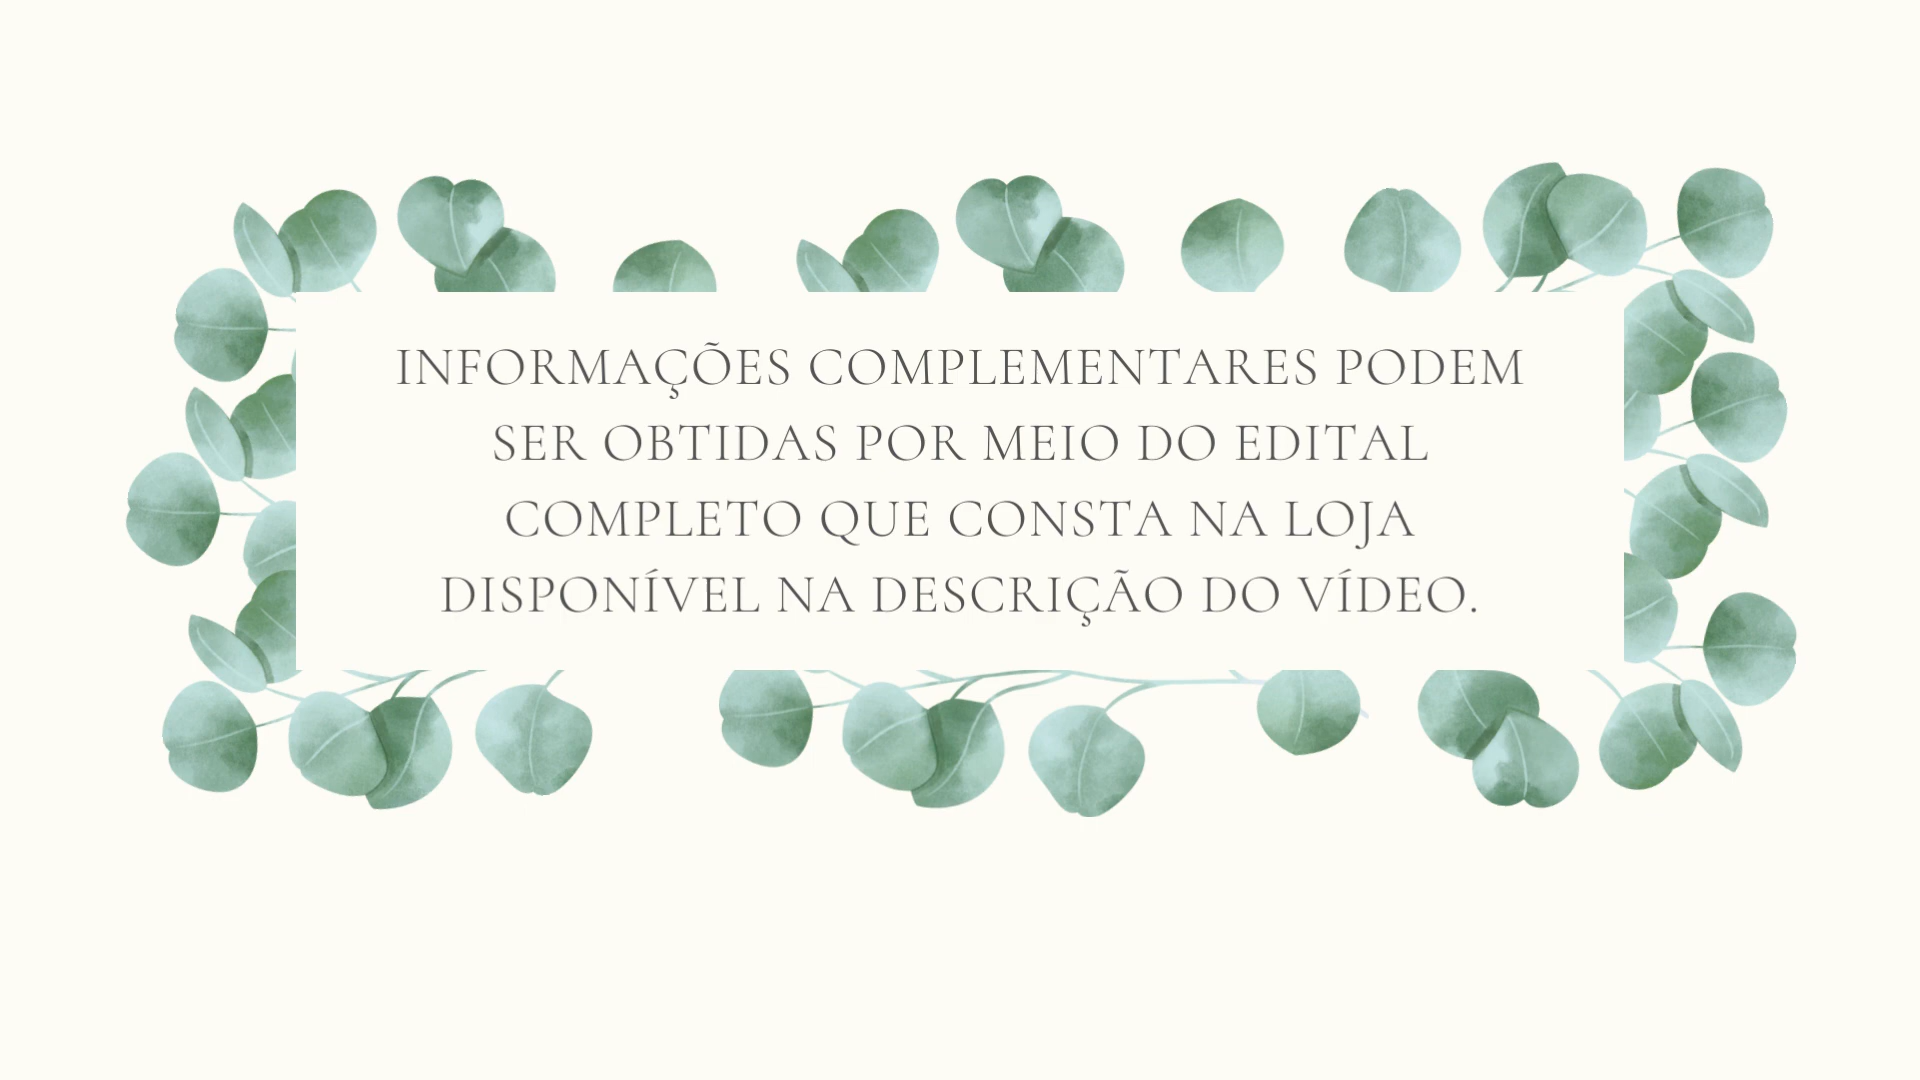 INFORMAÇÕES COMPLEMENTARES PODEM
SER OBTIDAS POR MEIO DO EDITAL
COMPLETO QUE CONSTA NA LOJA
DISPONÍVEL NA DESCRIÇÃO DO VÍDEO.